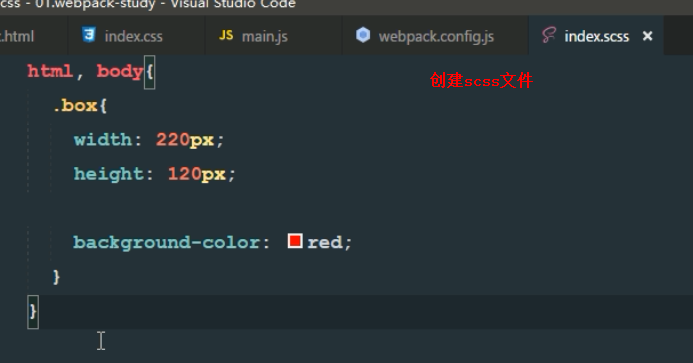 css - 01.webpack-study - Visual Studio Code
.html
index.css
JS main.js
webpack.config.js
index.scss ×
html, body{
创建scss文件
.box{
width: 220px;
height: 120px;
background-color: red;
}
}